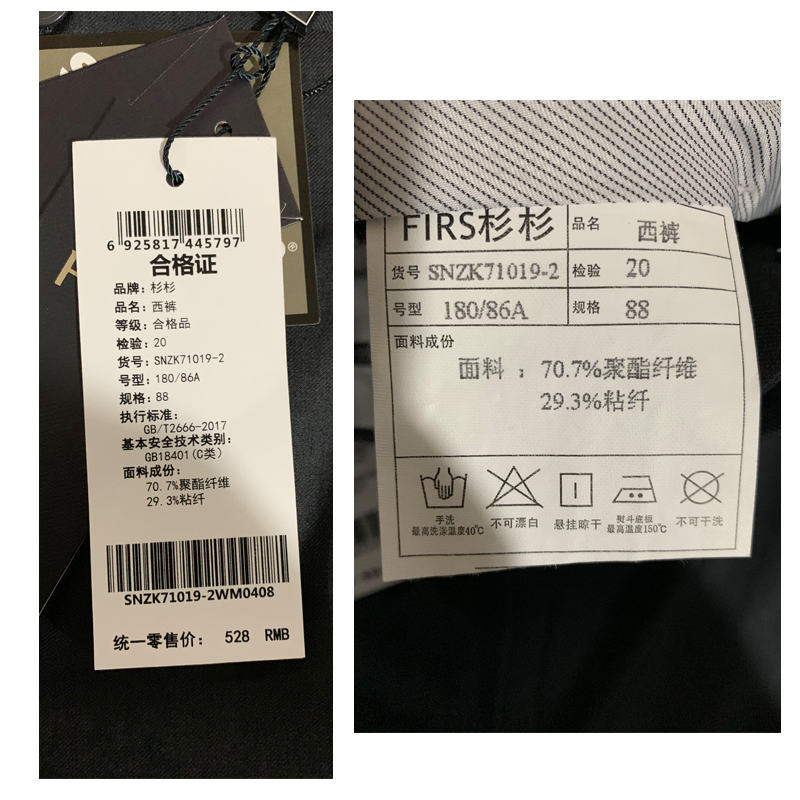 6 925817 445797
合格证
品牌：杉杉
品名：西裤
等级：合格品
检验：20
货号：SNZK71019-2
号型：180/86A
规格：88
执行标准：
GB/T2666-2017
基本安全技术类别：
GB18401(C类)
面料成份：
70.7%聚酯纤维
29.3%粘纤
SNZK71019-2WM0408
统一零售价： 528 RMB
FIRS杉杉 品名 西裤
货号 SNZK71019-2 检验 20
号型 180/86A 规格 88
面料成份
面料 ： 70.7%聚酯纤维
29.3%粘纤
手洗
最高洗涤温度40℃
不可漂白
悬挂晾干
熨斗底板
最高温度150℃
不可干洗